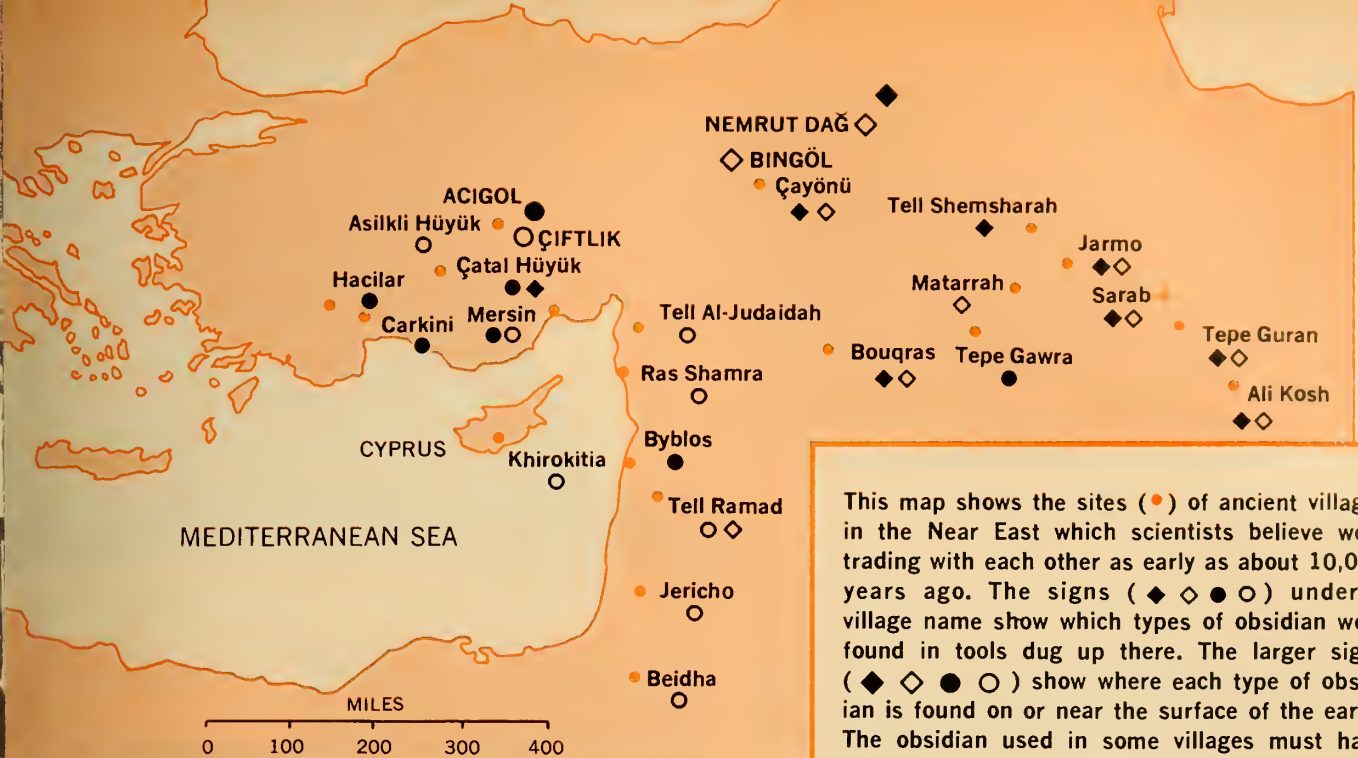 NEMRUT DAĞ
BINGÖL
Çayönü
ACIGOL
Tell Shemsharah
Asilkli Hüyük
ÇIFTLIK
Jarmo
Çatal Hüyük
Hacilar
Matarrah
Sarab
Carkini
Mersin
Tell Al-Judaidah
Tepe Guran
Bouqras
Tepe Gawra
Ras Shamra
Ali Kosh
Byblos
CYPRUS
Khirokitia
Tell Ramad
MEDITERRANEAN SEA
Jericho
Beidha
MILES
0 100 200 300 400
This map shows the sites (●) of ancient villag
in the Near East which scientists believe we
trading with each other as early as about 10,0
years ago. The signs (◆ ◇ ● ○) under
village name show which types of obsidian we
found in tools dug up there. The larger sig
(◆ ◇ ● ○) show where each type of obs
ian is found on or near the surface of the ear
The obsidian used in some villages must ha